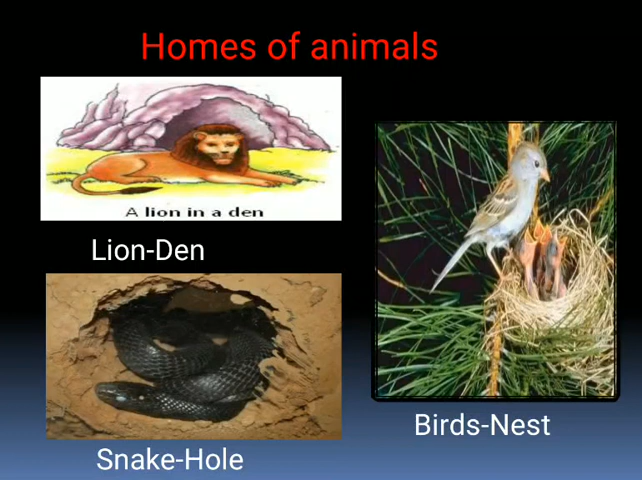 Homes of animals
A lion in a den
Lion-Den
Snake-Hole
Birds-Nest